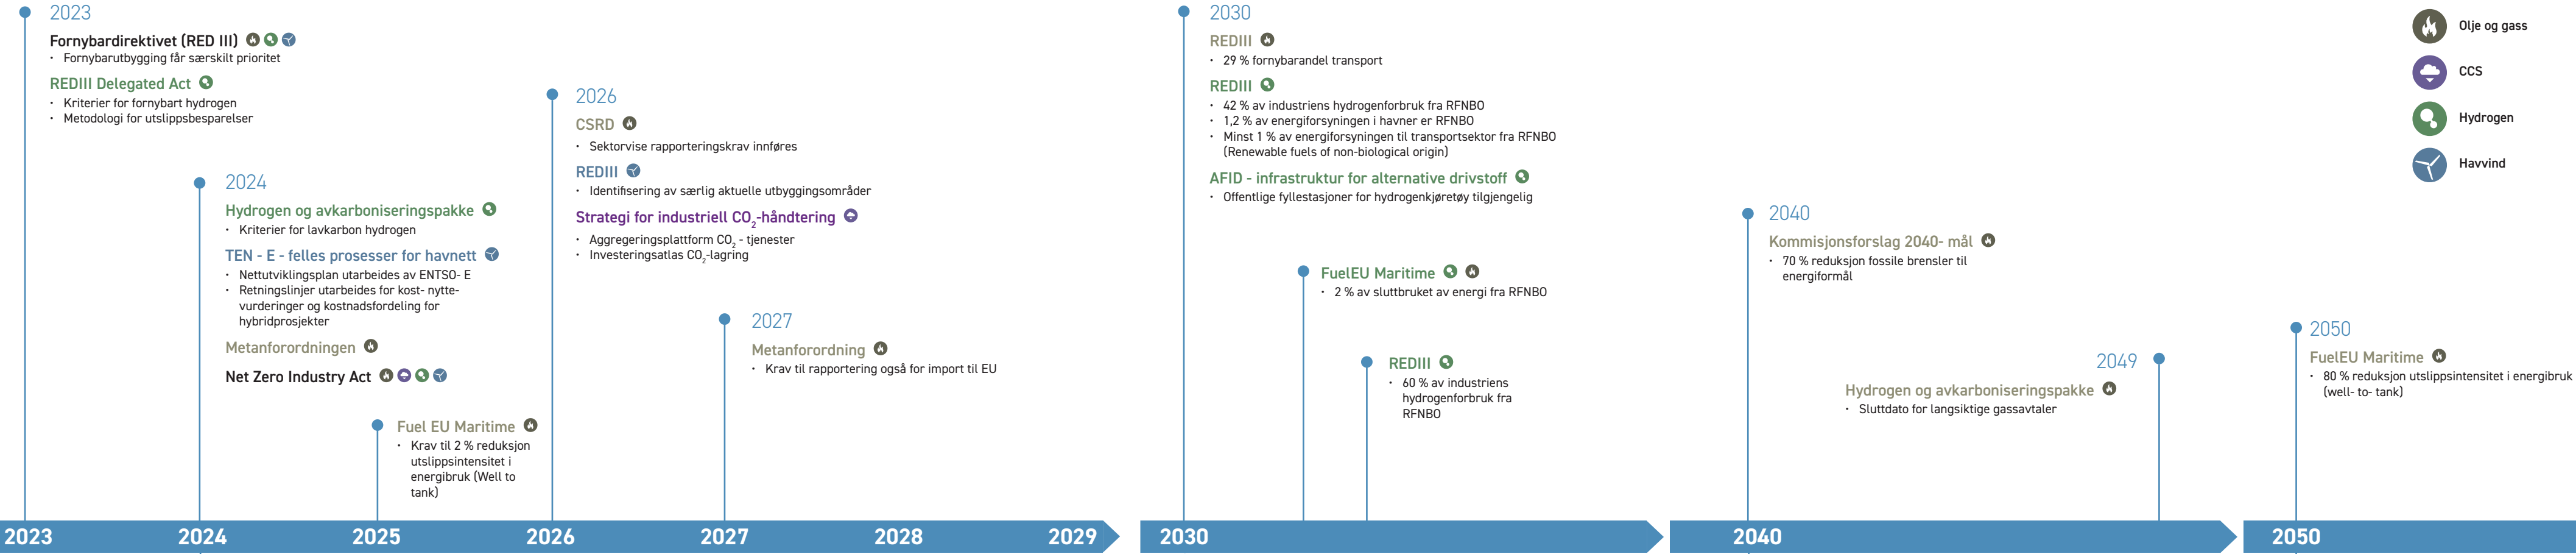 2023
Fornybardirektivet (RED III)
• Fornybarutbygging får særskilt prioritet
REDIII Delegated Act
• Kriterier for fornybart hydrogen
• Metodologi for utslippsbesparelser
2024
Hydrogen og avkarboniseringspakke
• Kriterier for lavkarbon hydrogen
TEN - E - felles prosesser for havnett
• Nettutviklingsplan utarbeides av ENTSO- E
• Retningslinjer utarbeides for kost- nytte-
vurderinger og kostnadsfordeling for
hybridprosjekter
Metanforordningen
Net Zero Industry Act
Fuel EU Maritime
• Krav til 2 % reduksjon
utslippsintensitet i
energibruk (Well to
tank)
2026
CSRD
• Sektorvise rapporteringskrav innføres
REDIII
• Identifisering av særlig aktuelle utbyggingsområder
Strategi for industriell CO2-håndtering
• Aggregeringsplattform CO2 - tjenester
• Investeringsatlas CO2-lagring
2027
Metanforordning
• Krav til rapportering også for import til EU
2030
REDIII
• 29 % fornybarandel transport
REDIII
• 42 % av industriens hydrogenforbruk fra RFNBO
• 1,2 % av energiforsyningen i havner er RFNBO
• Minst 1 % av energiforsyningen til transportsektor fra RFNBO
(Renewable fuels of non-biological origin)
AFID - infrastruktur for alternative drivstoff
• Offentlige fyllestasjoner for hydrogenkjøretøy tilgjengelig
FuelEU Maritime
• 2 % av sluttbruket av energi fra RFNBO
REDIII
• 60 % av industriens
hydrogenforbruk fra
RFNBO
2040
Kommisjonsforslag 2040- mål
• 70 % reduksjon fossile brensler til
energiformål
2049
Hydrogen og avkarboniseringspakke
• Sluttdato for langsiktige gassavtaler
2050
FuelEU Maritime
• 80 % reduksjon utslippsintensitet i energibruk
(well- to- tank)
Olje og gass
CCS
Hydrogen
Havvind
2023
2024
2025
2026
2027
2028
2029
2030
2040
2050